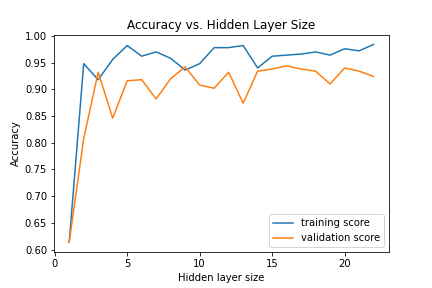 Accuracy vs. Hidden Layer Size
1.00
0.95
0.90
0.85
0.80
0.75
0.70
0.65
0.60
Accuracy
training score
validation score
0 5 10 15 20
Hidden layer size